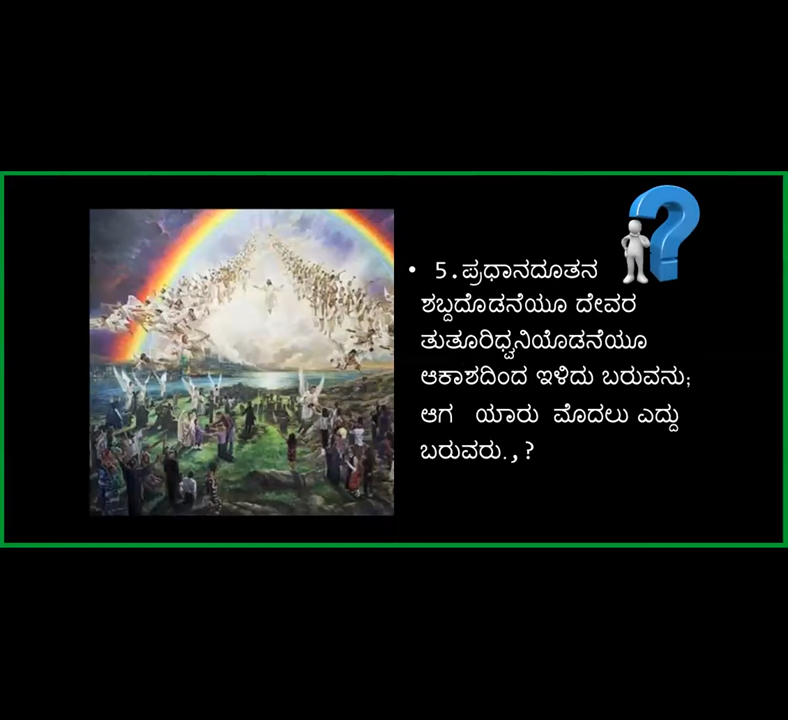 • 5.ಪ್ರಧಾನದೂತನ
ಶಬ್ದದೊಡನೆಯೂ ದೇವರ
ತುತೂರಿಧ್ವನಿಯೊಡನೆಯೂ
ಆಕಾಶದಿಂದ ಇಳಿದು ಬರುವನು;
ಆಗ ಯಾರು ಮೊದಲು ಎದ್ದು
ಬರುವರು.,?